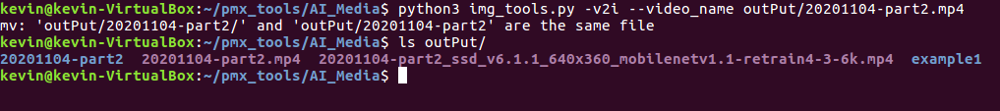 kevin@kevin-VirtualBox:~/pmx_tools/AI_Media$ python3 img_tools.py -v2i --video_name outPut/20201104-part2.mp4
mv: 'outPut/20201104-part2/' and 'outPut/20201104-part2' are the same file
kevin@kevin-VirtualBox:~/pmx_tools/AI_Media$ ls outPut/
20201104-part2  20201104-part2.mp4  20201104-part2_ssd_v6.1.1_640x360_mobilenetv1.1-retrain4-3-6k.mp4  example1
kevin@kevin-VirtualBox:~/pmx_tools/AI_Media$